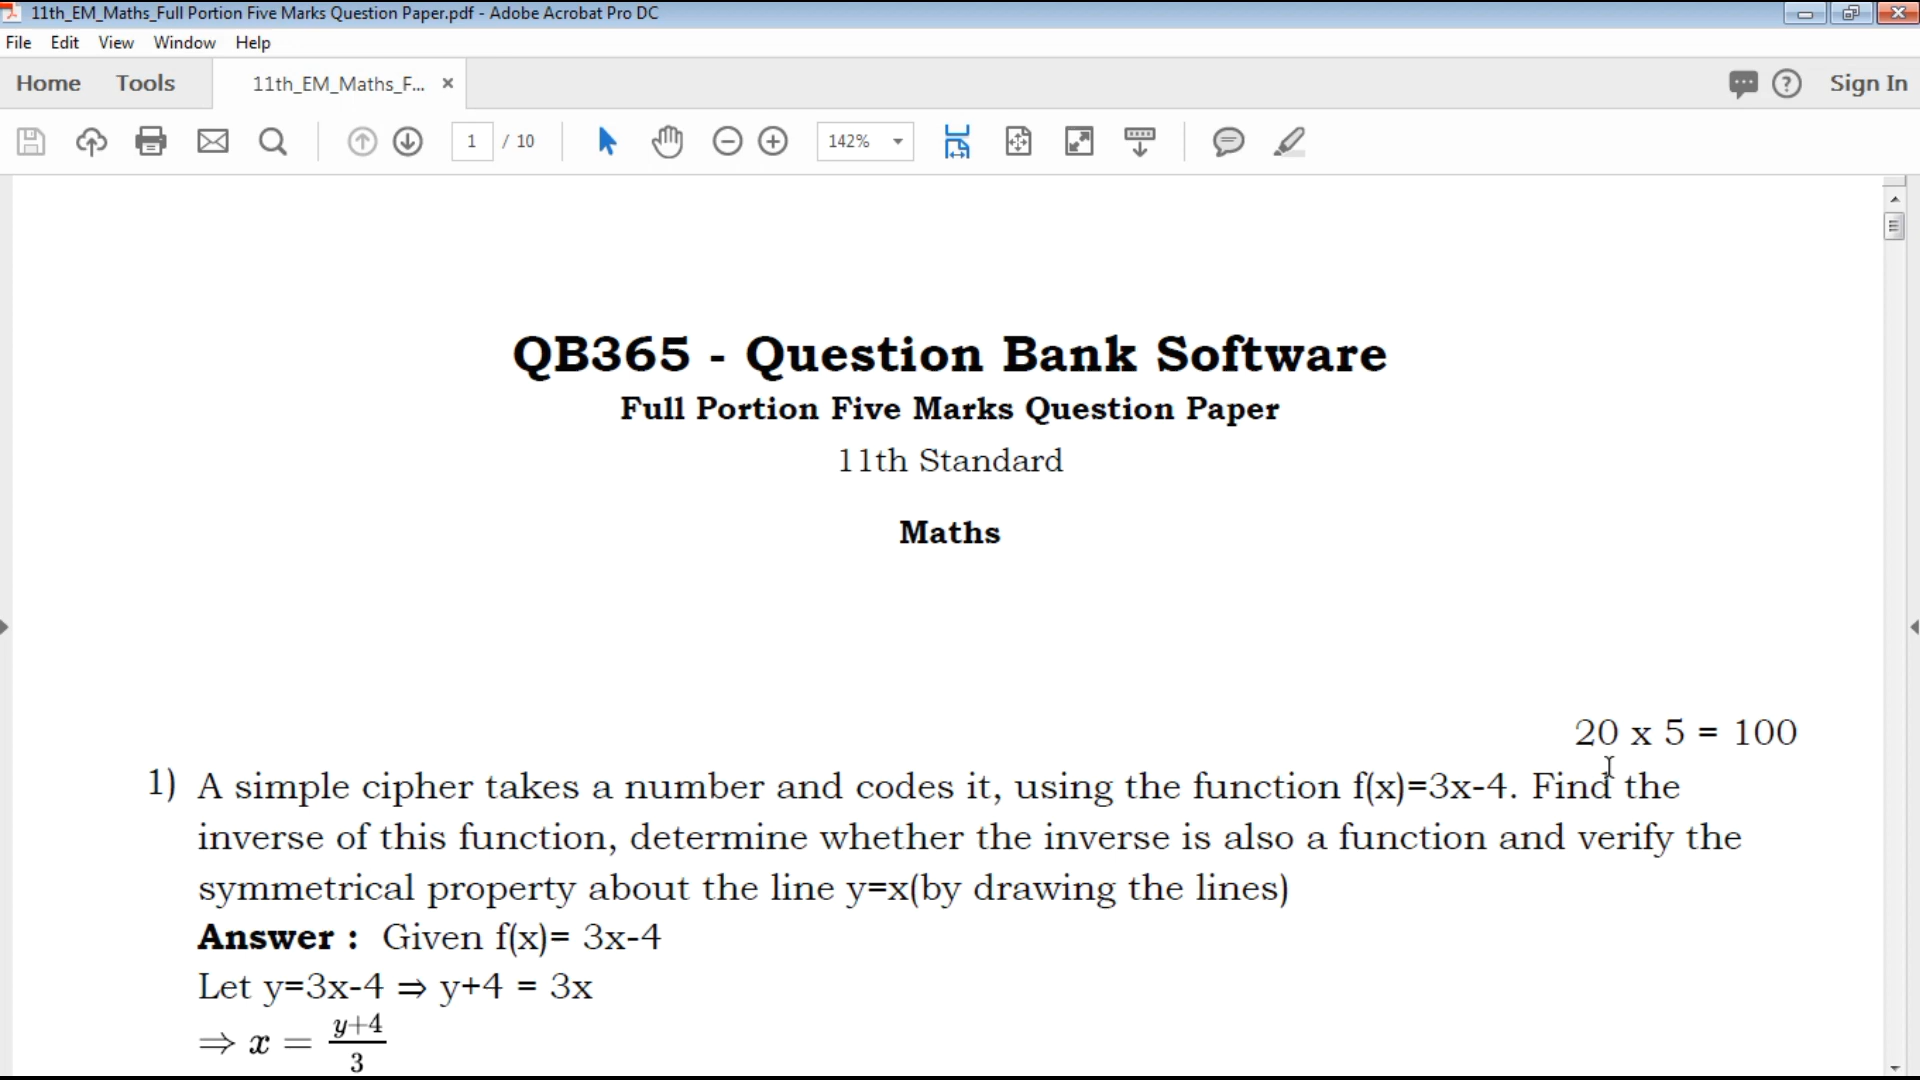 11th_EM_Maths_Full Portion Five Marks Question Paper.pdf - Adobe Acrobat Pro DC
File Edit View Window Help
Home Tools 11th_EM_Maths_F... × Sign In
1 / 10 142%
QB365 - Question Bank Software
Full Portion Five Marks Question Paper
11th Standard
Maths
20 x 5 = 100
1) A simple cipher takes a number and codes it, using the function f(x)=3x-4. Find the
inverse of this function, determine whether the inverse is also a function and verify the
symmetrical property about the line y=x(by drawing the lines)
Answer : Given f(x)= 3x-4
Let y=3x-4 ⇒ y+4 = 3x
⇒ x = y+4/3